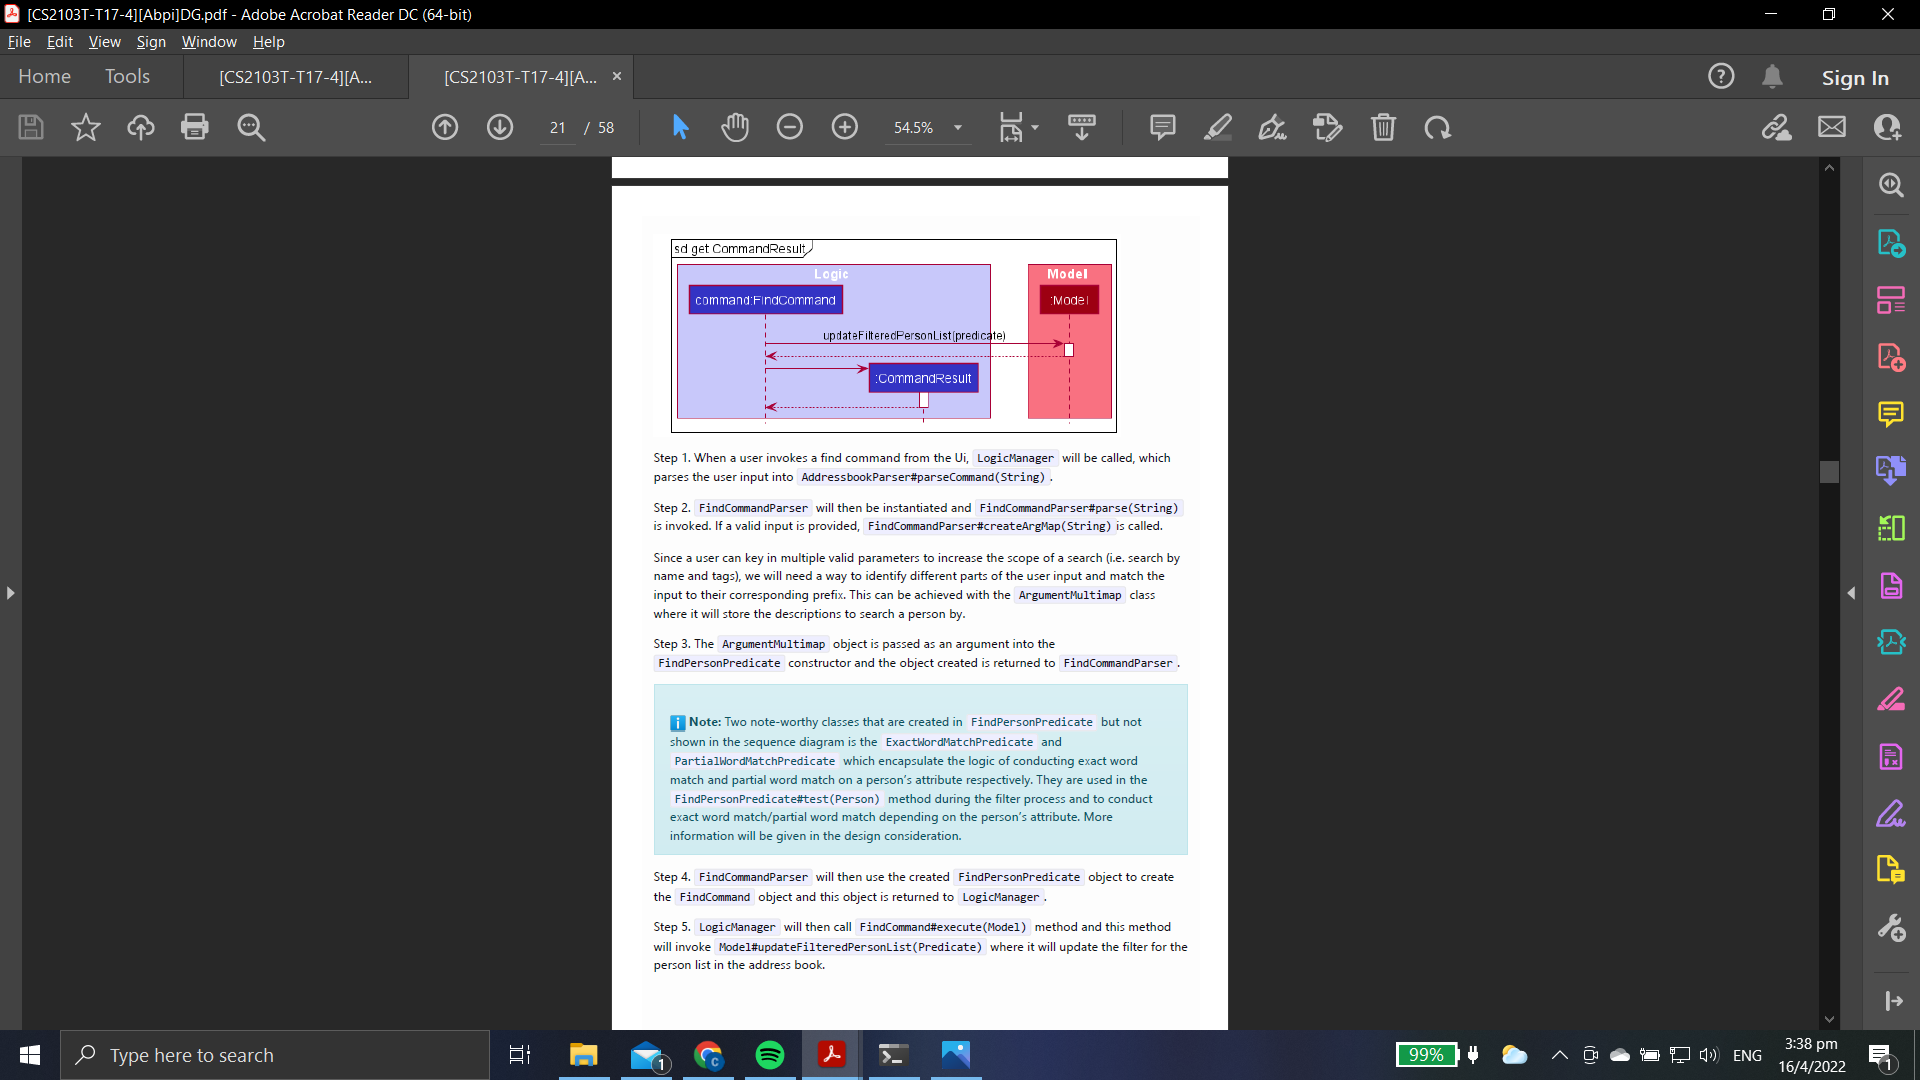 [CS2103T-T17-4][Abpi]DG.pdf - Adobe Acrobat Reader DC (64-bit)
File Edit View Sign Window Help
Home Tools [CS2103T-T17-4][A... [CS2103T-T17-4][A... × Sign In
21 / 58 54.5%
sd get CommandResult
Logic Model
command:FindCommand :Model
updateFilteredPersonList(predicate)
:CommandResult
Step 1. When a user invokes a find command from the Ui, LogicManager will be called, which
parses the user input into AddressbookParser#parseCommand(String) .
Step 2. FindCommandParser will then be instantiated and FindCommandParser#parse(String)
is invoked. If a valid input is provided, FindCommandParser#createArgMap(String) is called.
Since a user can key in multiple valid parameters to increase the scope of a search (i.e. search by
name and tags), we will need a way to identify different parts of the user input and match the
input to their corresponding prefix. This can be achieved with the ArgumentMultimap class
where it will store the descriptions to search a person by.
Step 3. The ArgumentMultimap object is passed as an argument into the
FindPersonPredicate constructor and the object created is returned to FindCommandParser .
Note: Two note-worthy classes that are created in FindPersonPredicate but not
shown in the sequence diagram is the ExactWordMatchPredicate and
PartialWordMatchPredicate which encapsulate the logic of conducting exact word
match and partial word match on a person's attribute respectively. They are used in the
FindPersonPredicate#test(Person) method during the filter process and to conduct
exact word match/partial word match depending on the person's attribute. More
information will be given in the design consideration.
Step 4. FindCommandParser will then use the created FindPersonPredicate object to create
the FindCommand object and this object is returned to LogicManager .
Step 5. LogicManager will then call FindCommand#execute(Model) method and this method
will invoke Model#updateFilteredPersonList(Predicate) where it will update the filter for the
person list in the address book.
Type here to search
1
99%
ENG
3:38 pm
16/4/2022
1